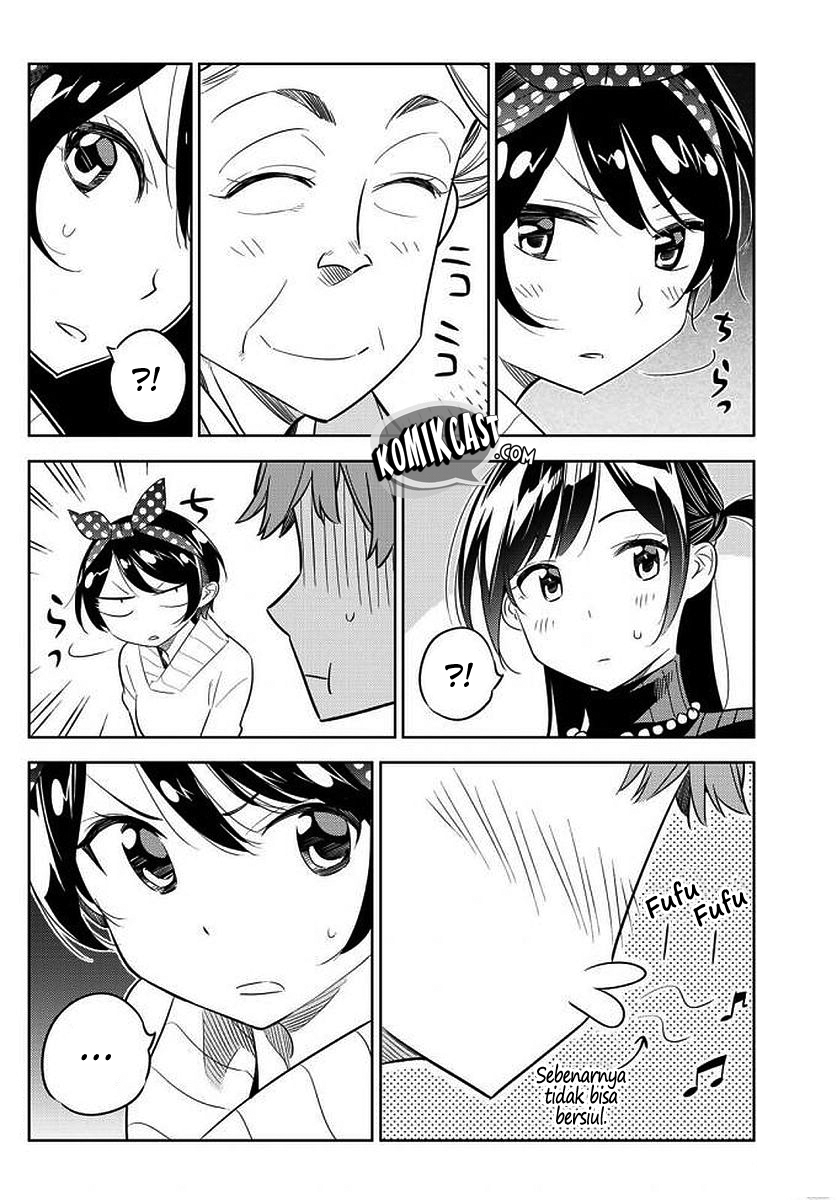 ちらっ
ニコ
ニコ
?!
KOMIKCAST
.COM
?!
ちらっ
Fufu
Fufu
Sebenarnya
tidak bisa
bersiul.
...